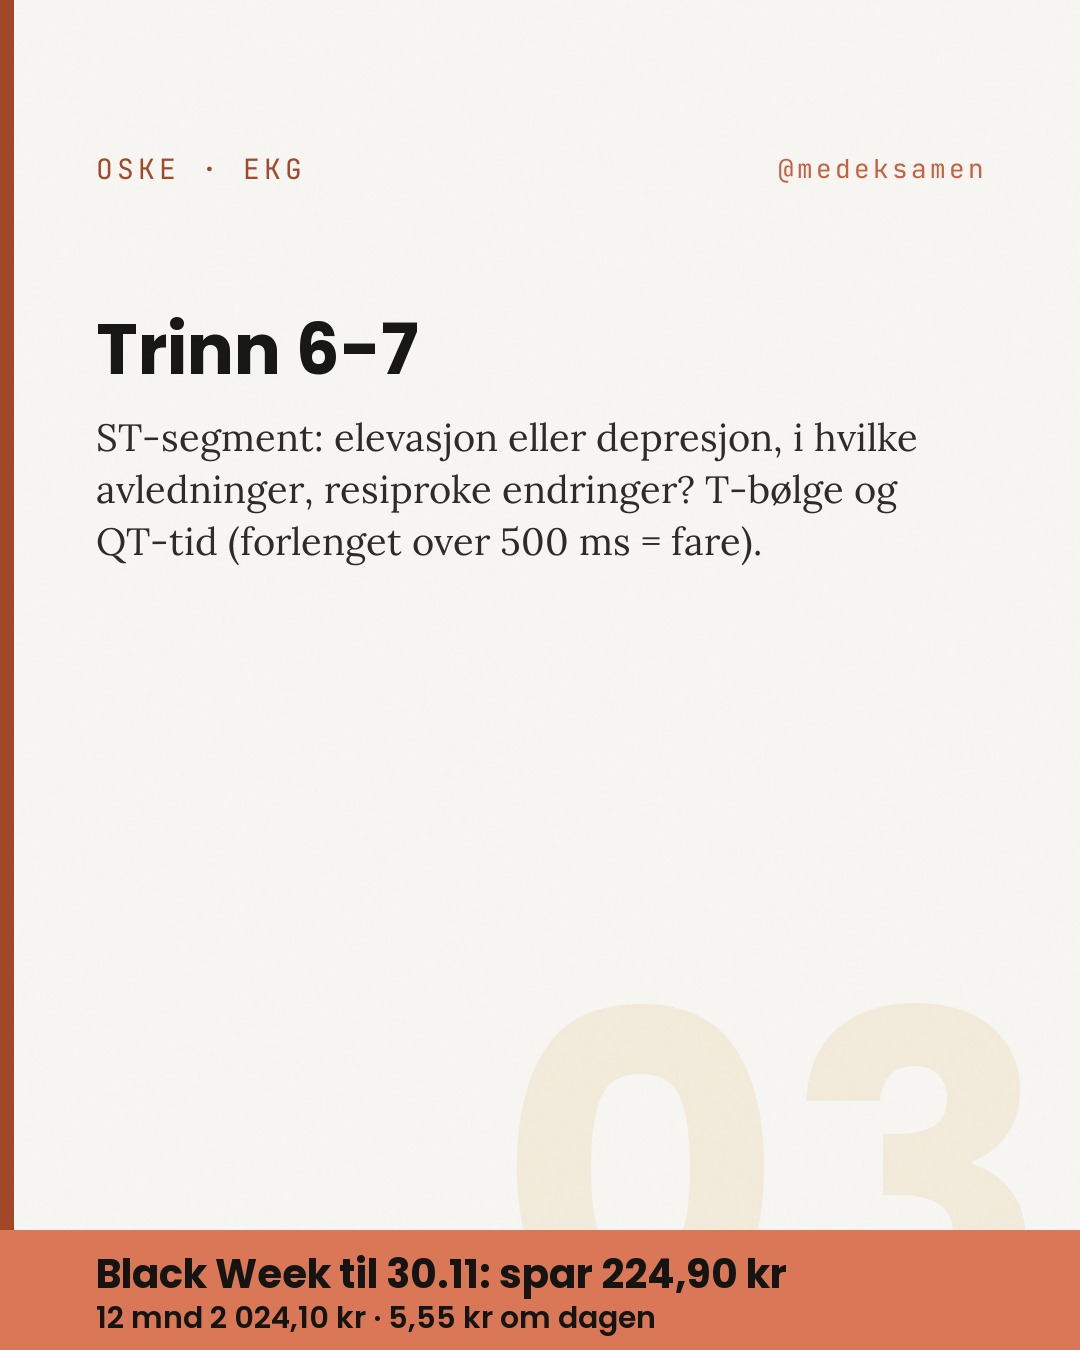 OSKE · EKG
@medeksamen
Trinn 6–7
ST-segment: elevasjon eller depresjon, i hvilke
avledninger, resiproke endringer? T-bølge og
QT-tid (forlenget over 500 ms = fare).
03
Black Week til 30.11: spar 224,90 kr
12 mnd 2 024,10 kr · 5,55 kr om dagen